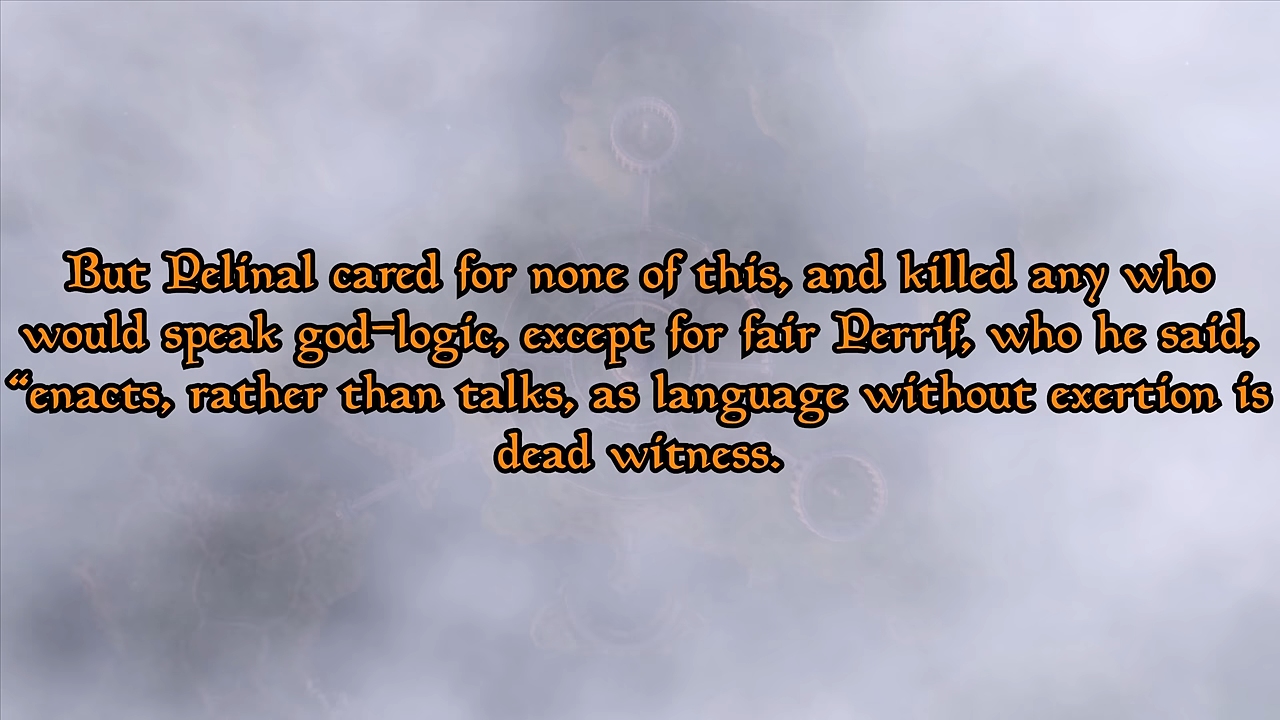 But Pelinal cared for none of this, and killed any who
would speak god-logic, except for fair Perrif, who he said,
“enacts, rather than talks, as language without exertion is
dead witness.